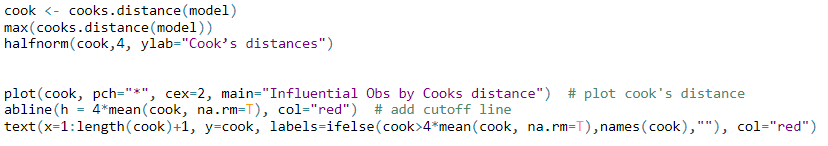 cook <- cooks.distance(model)
max(cooks.distance(model))
halfnorm(cook,4, ylab="Cook’s distances")
plot(cook, pch="*", cex=2, main="Influential Obs by Cooks distance")  # plot cook's distance
abline(h = 4*mean(cook, na.rm=T), col="red")  # add cutoff line
text(x=1:length(cook)+1, y=cook, labels=ifelse(cook>4*mean(cook, na.rm=T),names(cook),""), col="red")